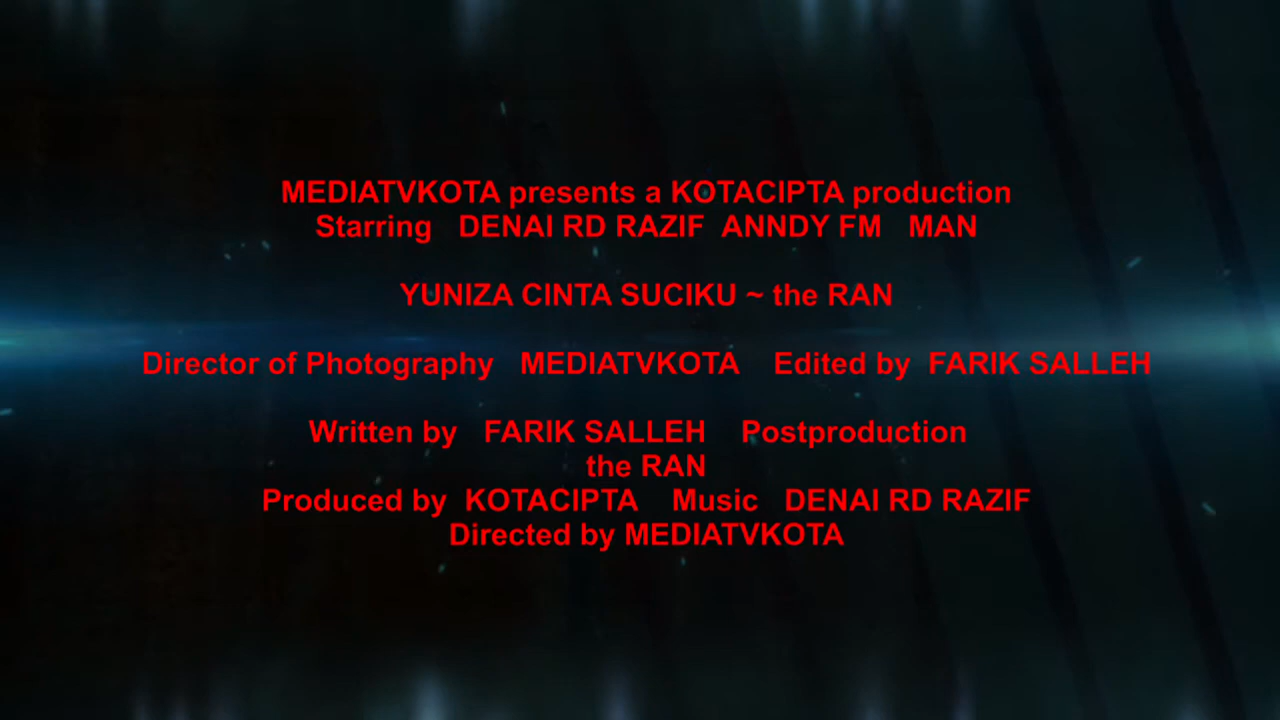 MEDIATVKOTA presents a KOTACIPTA production
Starring DENAI RD RAZIF ANNDY FM MAN
YUNIZA CINTA SUCIKU ~ the RAN
Director of Photography MEDIATVKOTA Edited by FARIK SALLEH
Written by FARIK SALLEH Postproduction
the RAN
Produced by KOTACIPTA Music DENAI RD RAZIF
Directed by MEDIATVKOTA